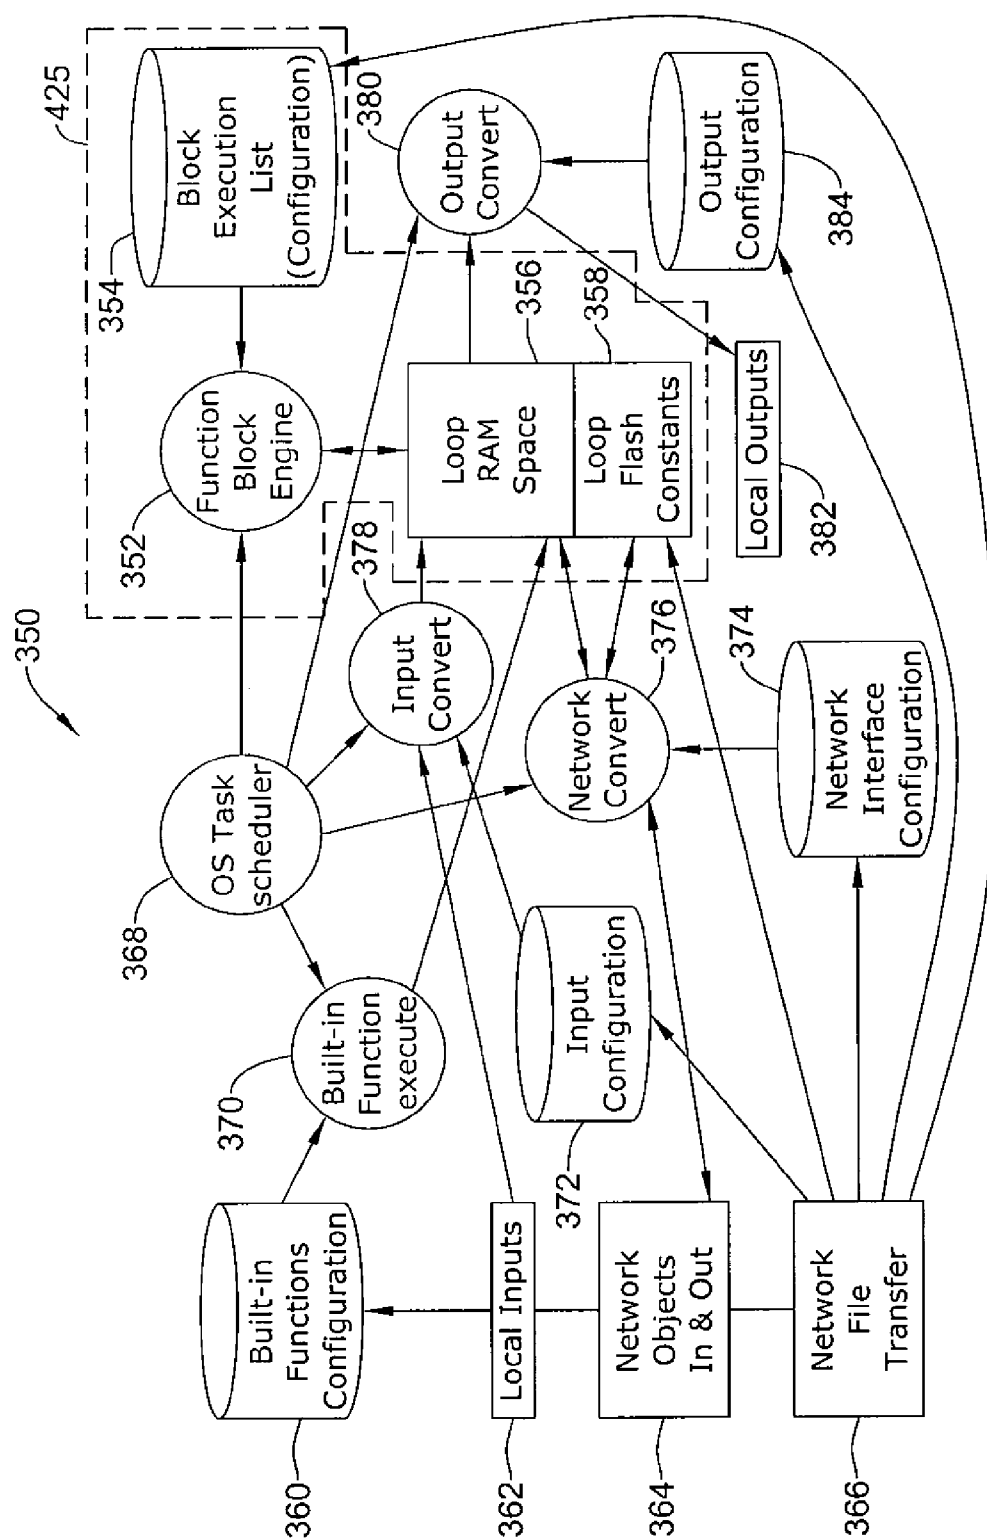 350
425
368
OS Task
scheduler
352
Function
Block
Engine
354
Block
Execution
List
(Configuration)
370
Built-in
Function
execute
378
Input
Convert
380
Output
Convert
360
Built-in
Functions
Configuration
Loop
RAM
Space
356
Loop
Flash
Constants
358
362
Local Inputs
372
Input
Configuration
Network
Convert
376
364
Network
Objects
In & Out
382
Local Outputs
Output
Configuration
384
366
Network
File
Transfer
374
Network
Interface
Configuration